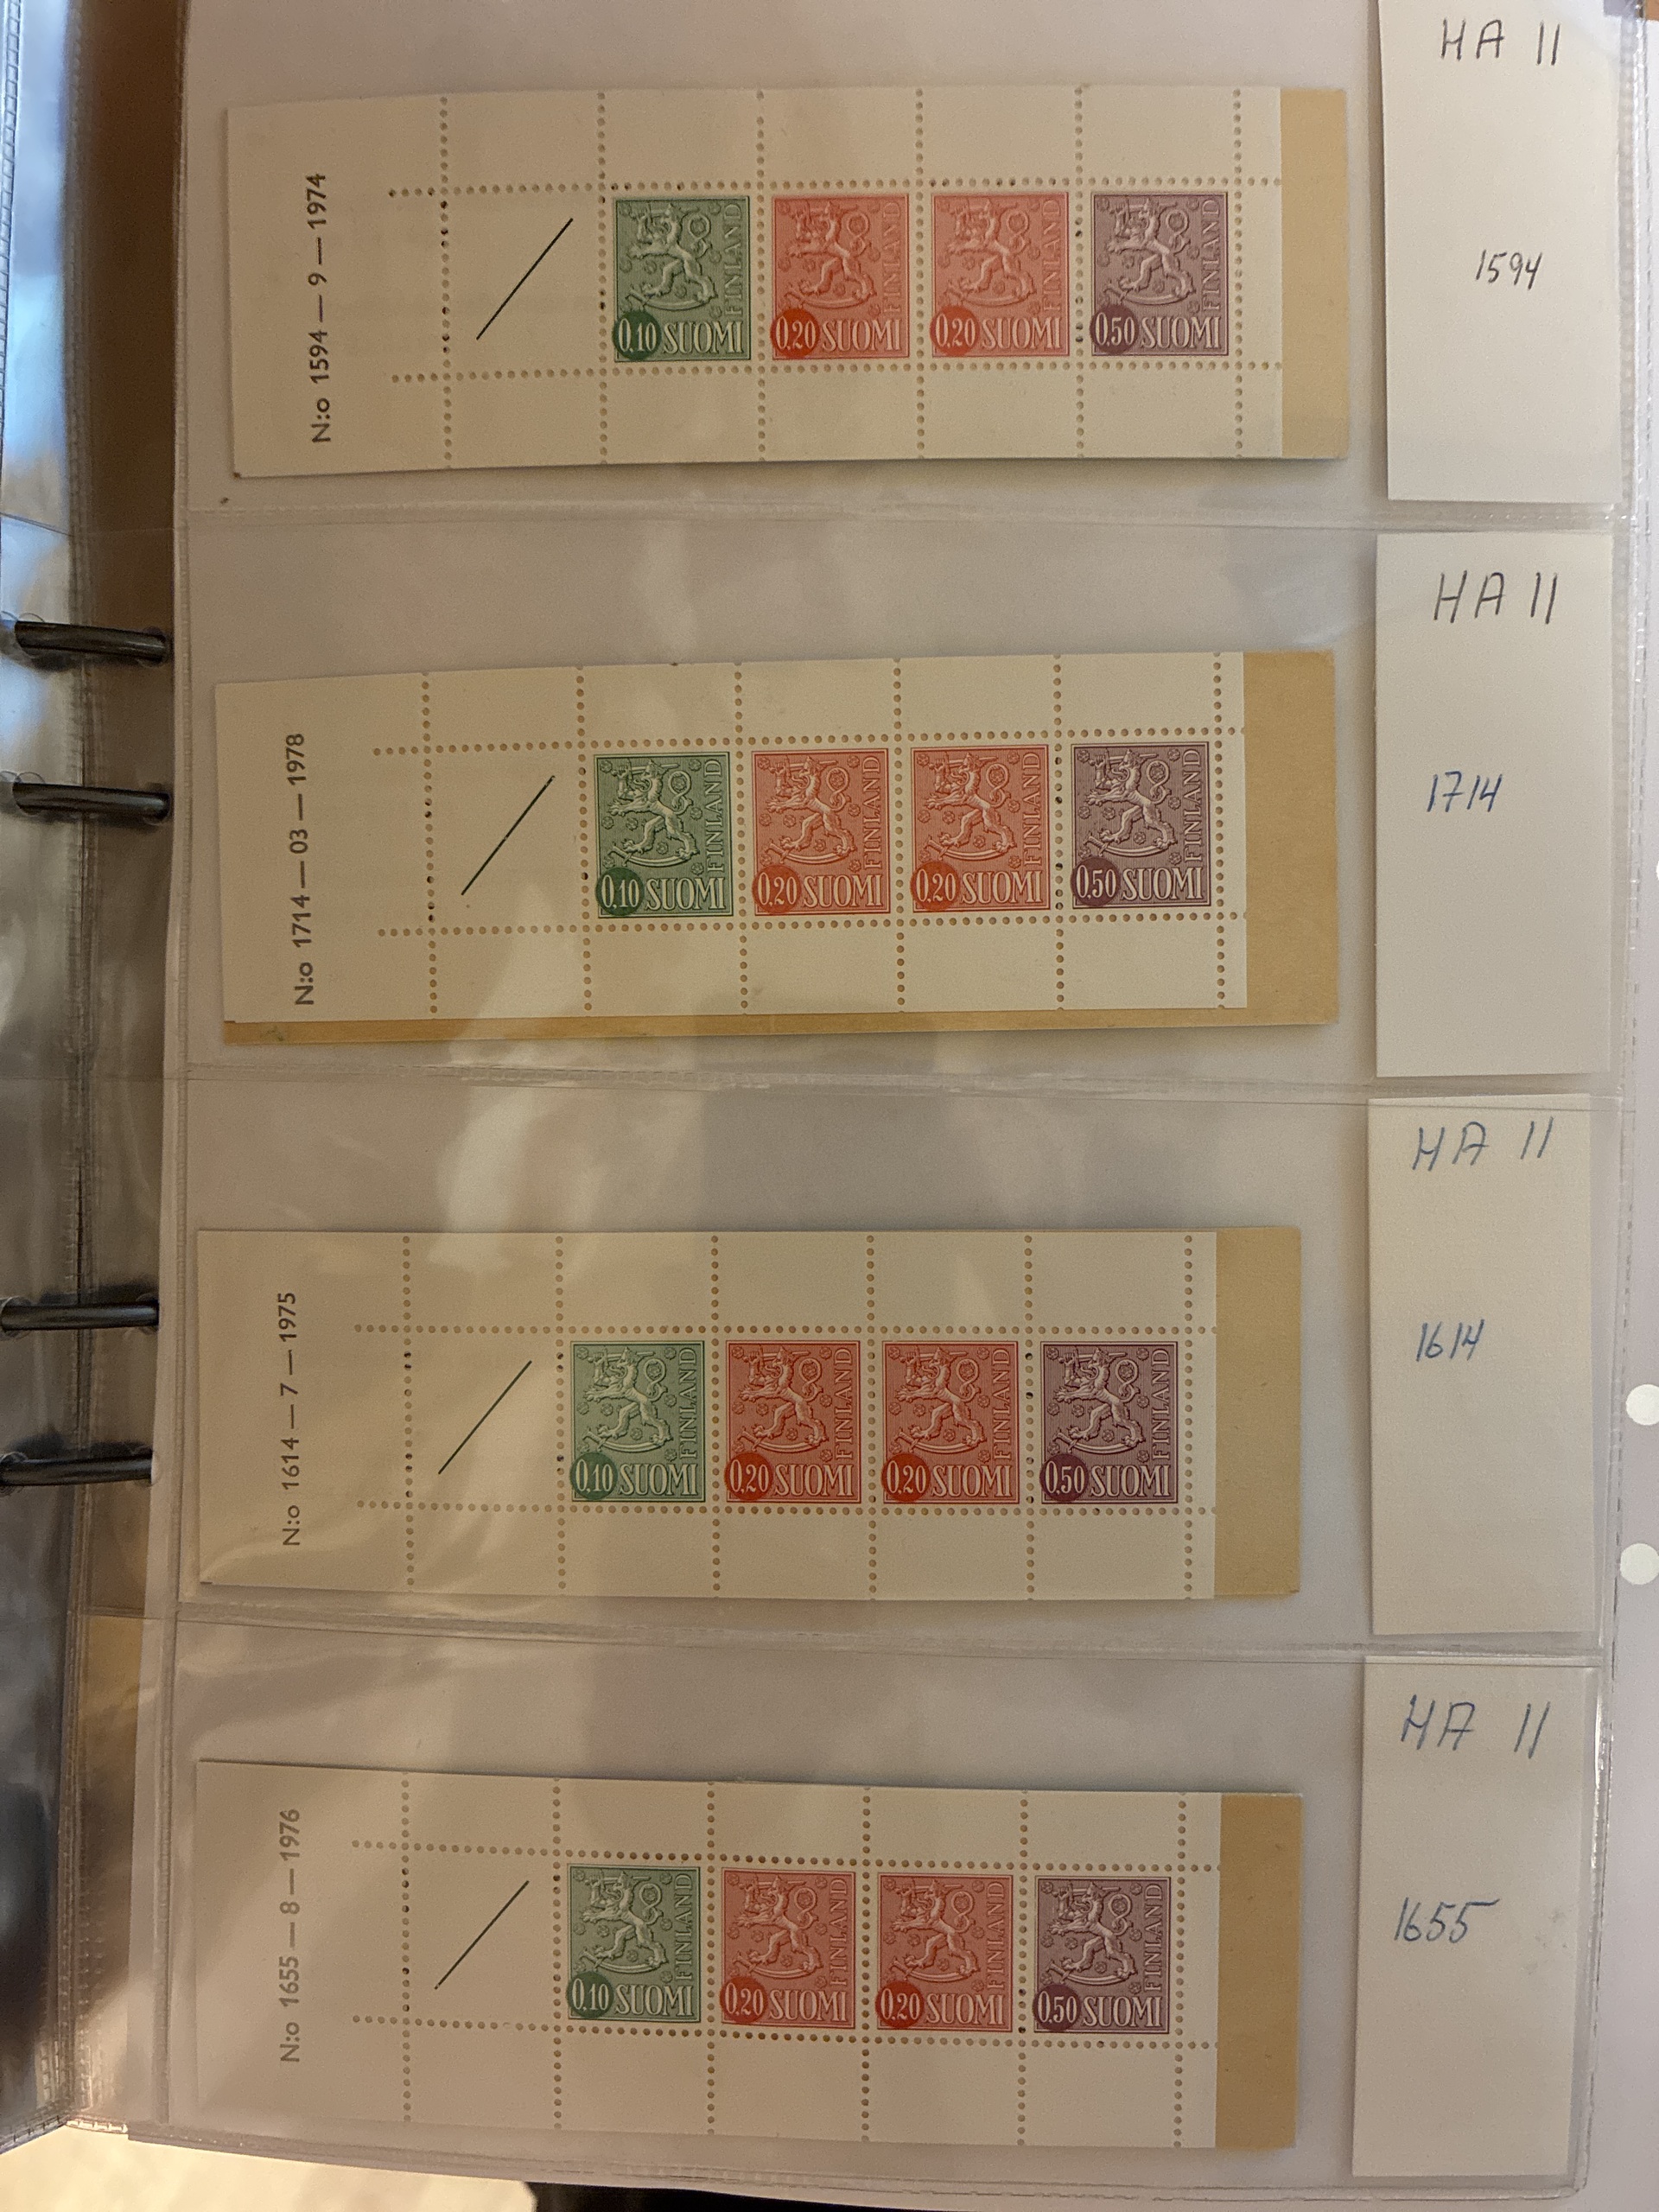 HA II
1594
N:o 1594 — 9 — 1974
0,10 SUOMI FINLAND
0,20 SUOMI FINLAND
0,20 SUOMI FINLAND
0,50 SUOMI FINLAND
HA II
1714
N:o 1714 — 03 — 1978
0,10 SUOMI FINLAND
0,20 SUOMI FINLAND
0,20 SUOMI FINLAND
0,50 SUOMI FINLAND
HA II
1614
N:o 1614 — 7 — 1975
0,10 SUOMI FINLAND
0,20 SUOMI FINLAND
0,20 SUOMI FINLAND
0,50 SUOMI FINLAND
HA II
1655
N:o 1655 — 8 — 1976
0,10 SUOMI FINLAND
0,20 SUOMI FINLAND
0,20 SUOMI FINLAND
0,50 SUOMI FINLAND